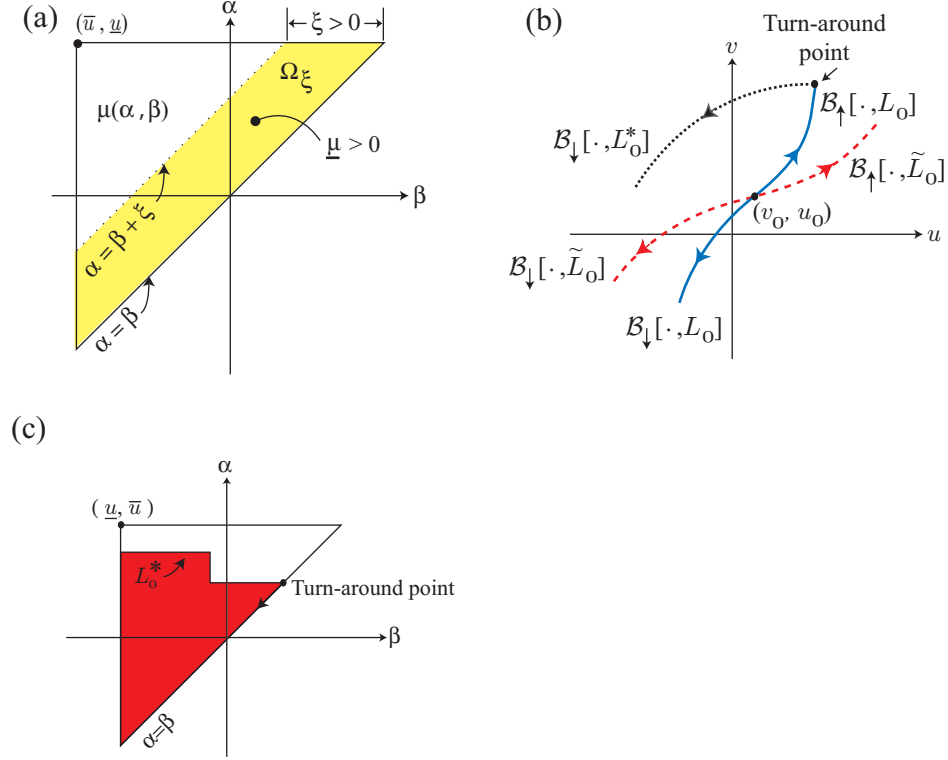 (a)
α
ξ > 0
(u̅ , u̲)
Ω_ξ
μ(α, β)
μ̲ > 0
β
α = β + ξ
α = β
(b)
v
Turn-around
point
ℬ↑[· , L₀]
ℬ↓[· , L₀*]
ℬ↑[· , L̃₀]
(v₀, u₀)
u
ℬ↓[· , L̃₀]
ℬ↓[· , L₀]
(c)
α
( u̲, u̅ )
L₀*
Turn-around point
β
α=β